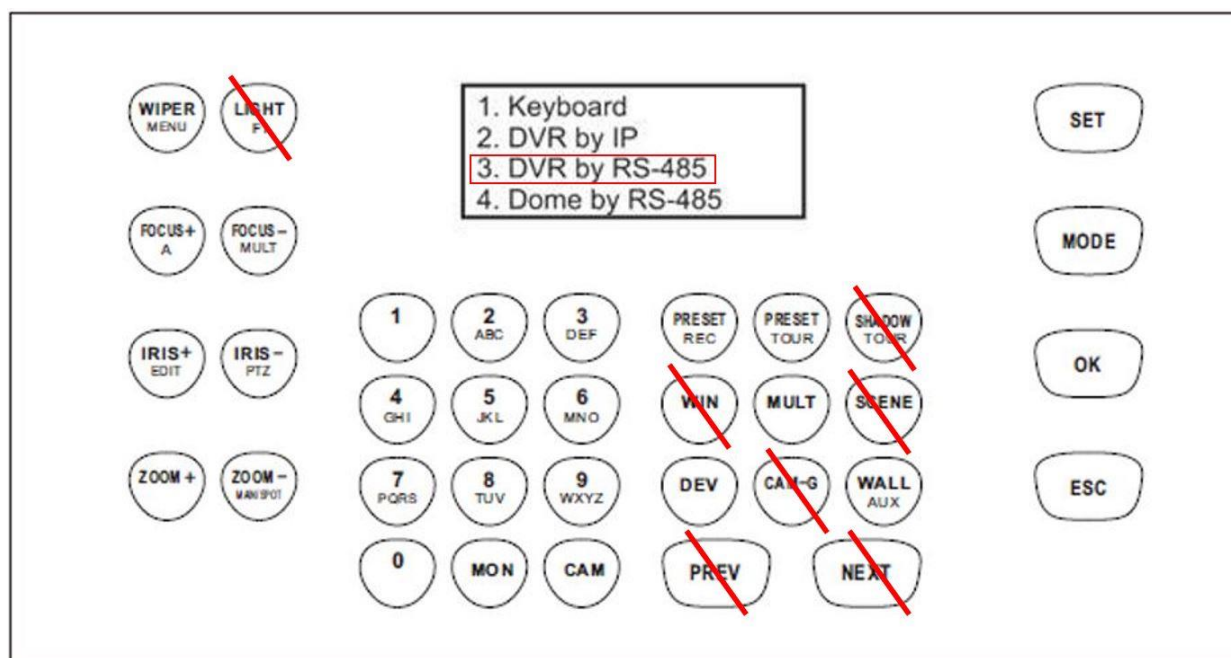 1. Keyboard
2. DVR by IP
3. DVR by RS-485
4. Dome by RS-485
WIPER
MENU
LIGHT
SET
FOCUS+
A
FOCUS-
MULT
MODE
1
2
ABC
3
DEF
PRESET
REC
PRESET
TOUR
SHADOW
TOUR
IRIS+
EDIT
IRIS-
PTZ
OK
4
GHI
5
JKL
6
MNO
WIN
MULT
SCENE
ZOOM+
ZOOM-
MAIN/SPOT
7
PQRS
8
TUV
9
WXYZ
DEV
CAM-G
WALL
AUX
ESC
0
MON
CAM
PREV
NEXT